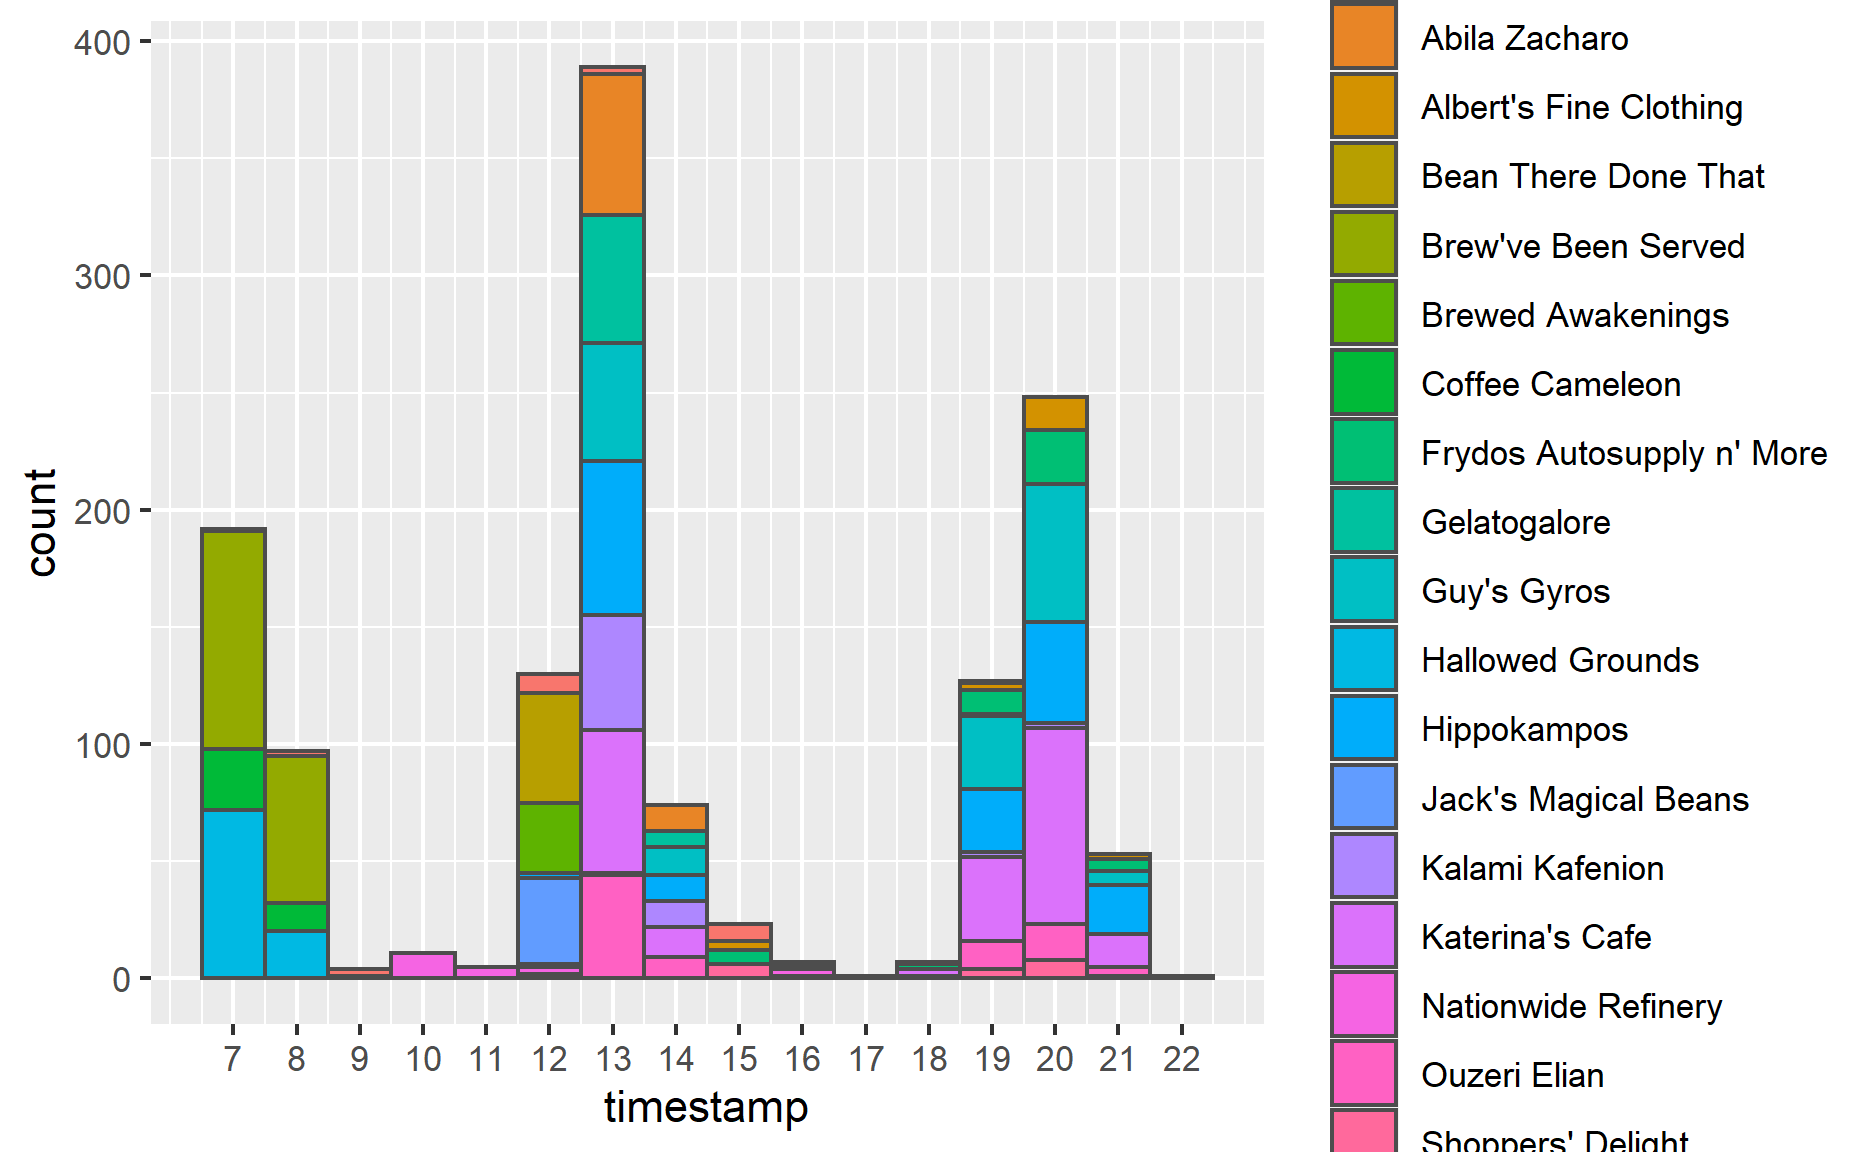 400
300
200
100
0
count
7 8 9 10 11 12 13 14 15 16 17 18 19 20 21 22
timestamp
Abila Zacharo
Albert's Fine Clothing
Bean There Done That
Brew've Been Served
Brewed Awakenings
Coffee Cameleon
Frydos Autosupply n' More
Gelatogalore
Guy's Gyros
Hallowed Grounds
Hippokampos
Jack's Magical Beans
Kalami Kafenion
Katerina's Cafe
Nationwide Refinery
Ouzeri Elian
Shoppers' Delight